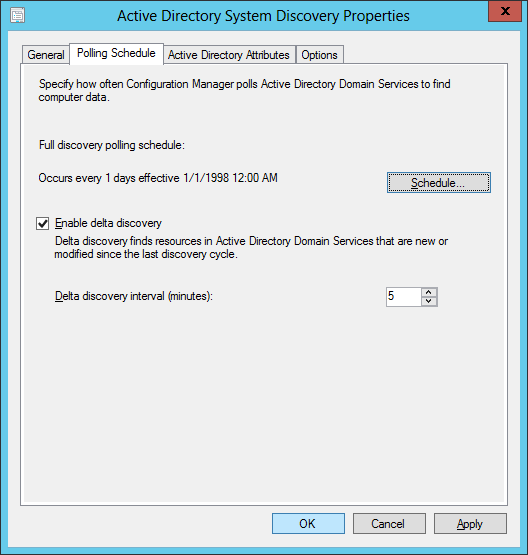 Active Directory System Discovery Properties
x
General Polling Schedule Active Directory Attributes Options
Specify how often Configuration Manager polls Active Directory Domain Services to find
computer data.
Full discovery polling schedule:
Occurs every 1 days effective 1/1/1998 12:00 AM
Schedule...
Enable delta discovery
Delta discovery finds resources in Active Directory Domain Services that are new or
modified since the last discovery cycle.
Delta discovery interval (minutes):
5
OK Cancel Apply